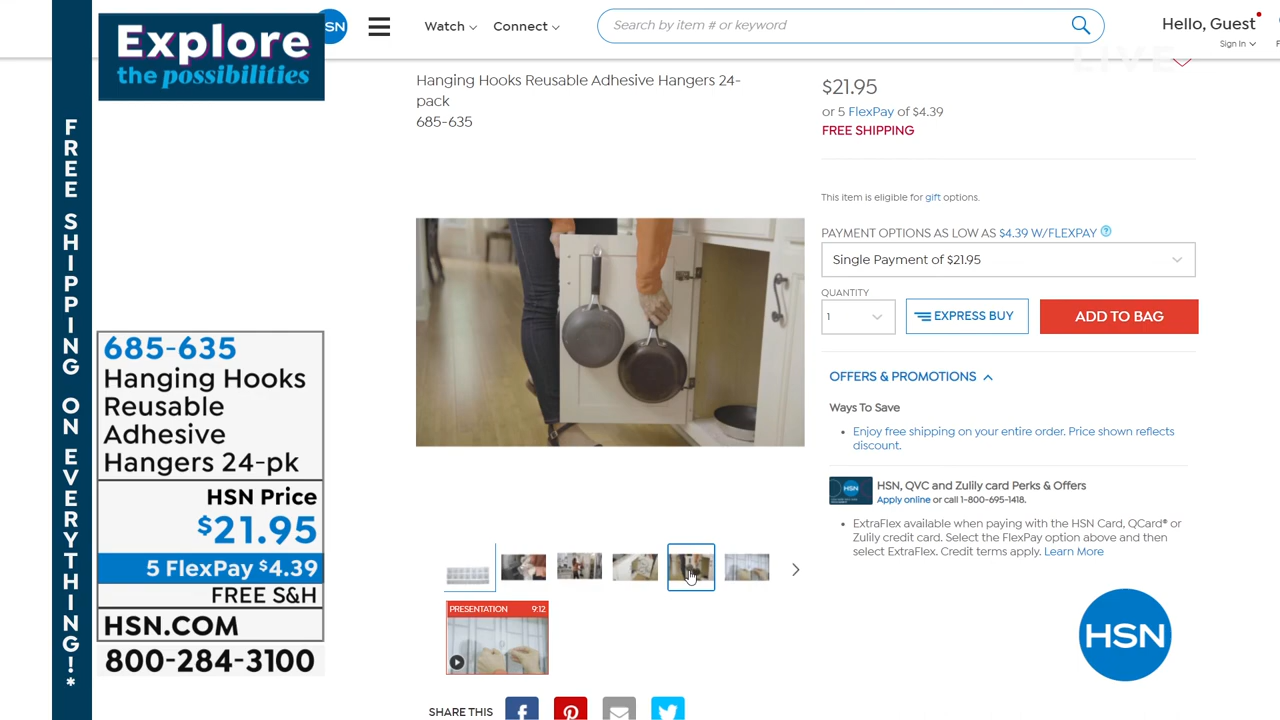 Explore
the possibilities
FREE SHIPPING ON EVERYTHING!*
SN
Watch
Connect
Search by item # or keyword
Hello, Guest
Sign In
LIVE
Hanging Hooks Reusable Adhesive Hangers 24-
pack
685-635
$21.95
or 5 FlexPay of $4.39
FREE SHIPPING
This item is eligible for gift options.
PAYMENT OPTIONS AS LOW AS $4.39 W/FLEXPAY ?
Single Payment of $21.95
QUANTITY
1
EXPRESS BUY
ADD TO BAG
OFFERS & PROMOTIONS
Ways To Save
• Enjoy free shipping on your entire order. Price shown reflects
discount.
HSN
HSN, QVC and Zulily card Perks & Offers
Apply online or call 1-800-695-1418.
• ExtraFlex available when paying with the HSN Card, QCard® or
Zulily credit card. Select the FlexPay option above and then
select ExtraFlex. Credit terms apply. Learn More
685-635
Hanging Hooks
Reusable
Adhesive
Hangers 24-pk
HSN Price
$21.95
5 FlexPay $4.39
FREE S&H
HSN.COM
800-284-3100
PRESENTATION 9:12
SHARE THIS
HSN